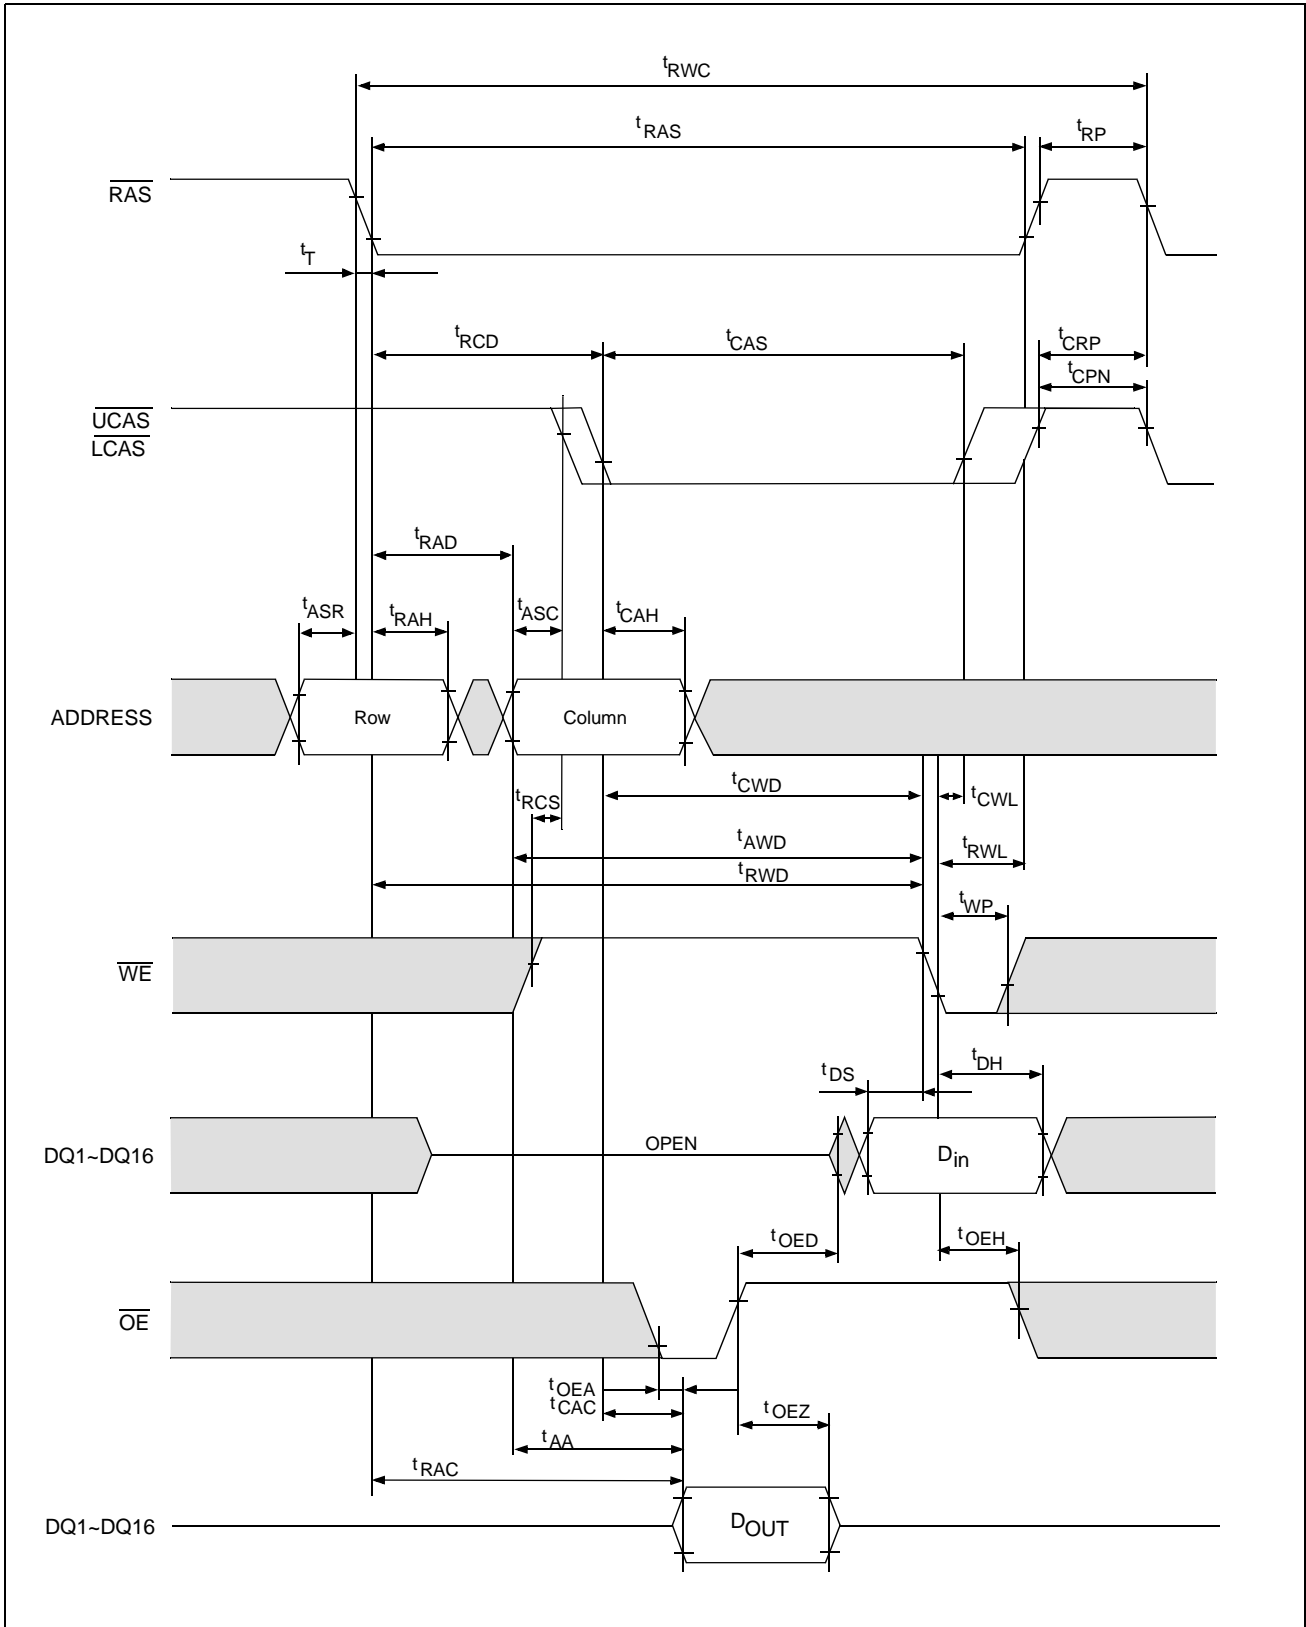 tRWC
tRAS
tRP
RAS
tT
tRCD
tCAS
tCRP
tCPN
UCAS
LCAS
tRAD
tASR
tRAH
tASC
tCAH
ADDRESS
Row
Column
tCWD
tRCS
tCWL
tAWD
tRWL
tRWD
tWP
WE
tDS
tDH
DQ1~DQ16
OPEN
Din
tOED
tOEH
OE
tOEA
tCAC
tOEZ
tAA
tRAC
DQ1~DQ16
DOUT